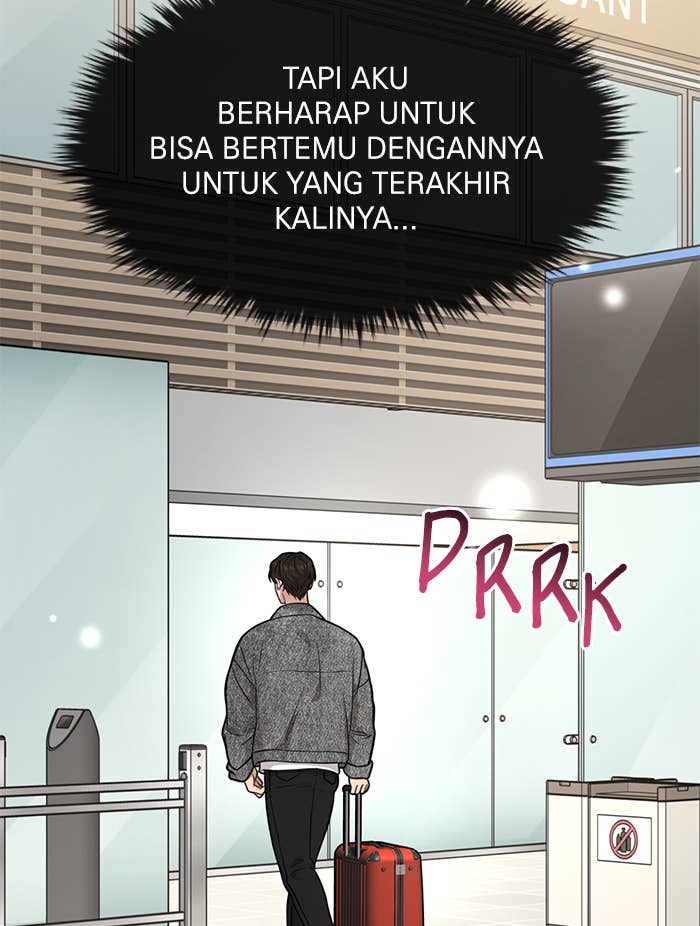 TAPI AKU
BERHARAP UNTUK
BISA BERTEMU DENGANNYA
UNTUK YANG TERAKHIR
KALINYA...
DRRK